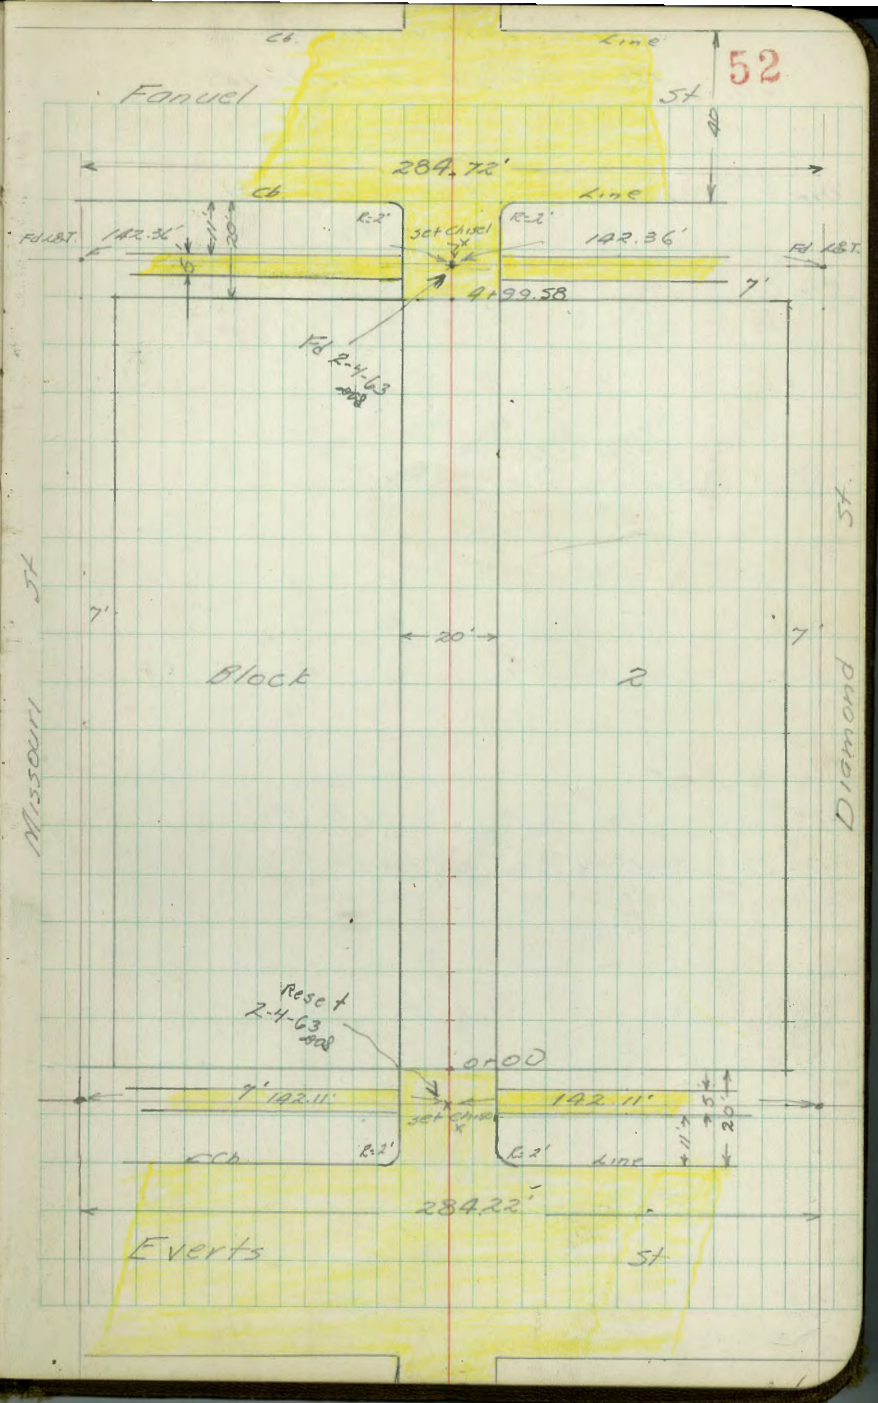 Cb. Line
52
Fanuel St
40
284.72'
Cb Line
R=2' R=2'
11'
20'
Set Chisel
x
Fd. L&T. 142.36' 142.36' Fd. L&T.
5'
4+99.58 7'
Fd 2-4-63
Missouri St
Diamond St.
7' 20' 7'
Block 2
Reset
2-4-63
0+00
7' 142.11' 142.11'
Set Chisel
x
5'
20'
11'
Cb R=2' R=2' Line
284.22'
Everts St